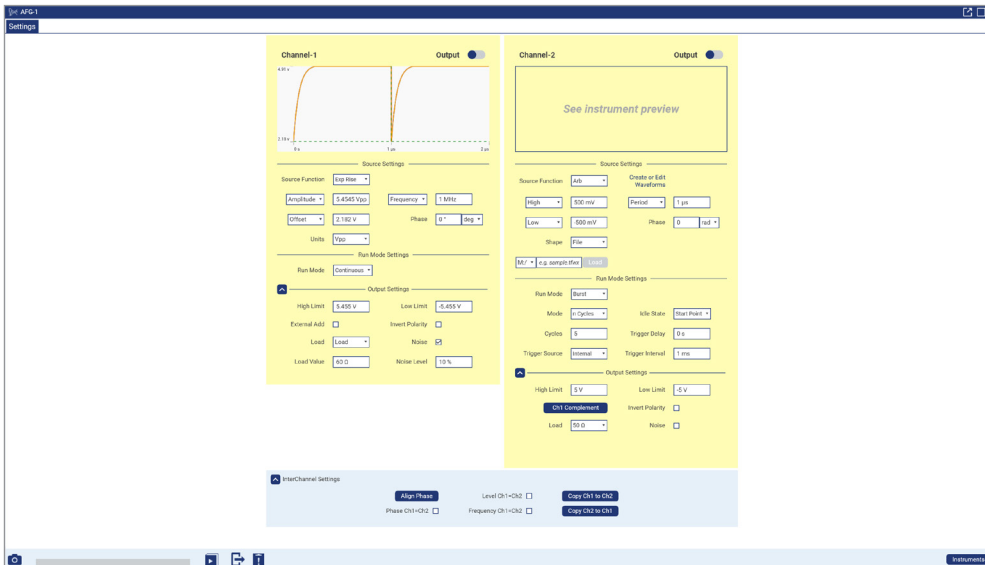 AFG-1
Settings
Channel-1 Output
4.91 v
2.18 v
0 s 1 µs 2 µs
Source Settings
Source Function Exp Rise
Amplitude 5.4545 Vpp Frequency 1 MHz
Offset 2.182 V Phase 0 ° deg
Units Vpp
Run Mode Settings
Run Mode Continuous
Output Settings
High Limit 5.455 V Low Limit -5.455 V
External Add Invert Polarity
Load Load Noise
Load Value 60 Ω Noise Level 10 %
Channel-2 Output
See instrument preview
Source Settings
Source Function Arb Create or Edit
Waveforms
High 500 mV Period 1 µs
Low -500 mV Phase 0 rad
Shape File
M:/ e.g. sample.tfwx Load
Run Mode Settings
Run Mode Burst
Mode n Cycles Idle State Start Point
Cycles 5 Trigger Delay 0 s
Trigger Source Internal Trigger Interval 1 ms
Output Settings
High Limit 5 V Low Limit -5 V
Ch1 Complement Invert Polarity
Load 50 Ω Noise
InterChannel Settings
Align Phase Level Ch1=Ch2 Copy Ch1 to Ch2
Phase Ch1=Ch2 Frequency Ch1=Ch2 Copy Ch2 to Ch1
Instruments